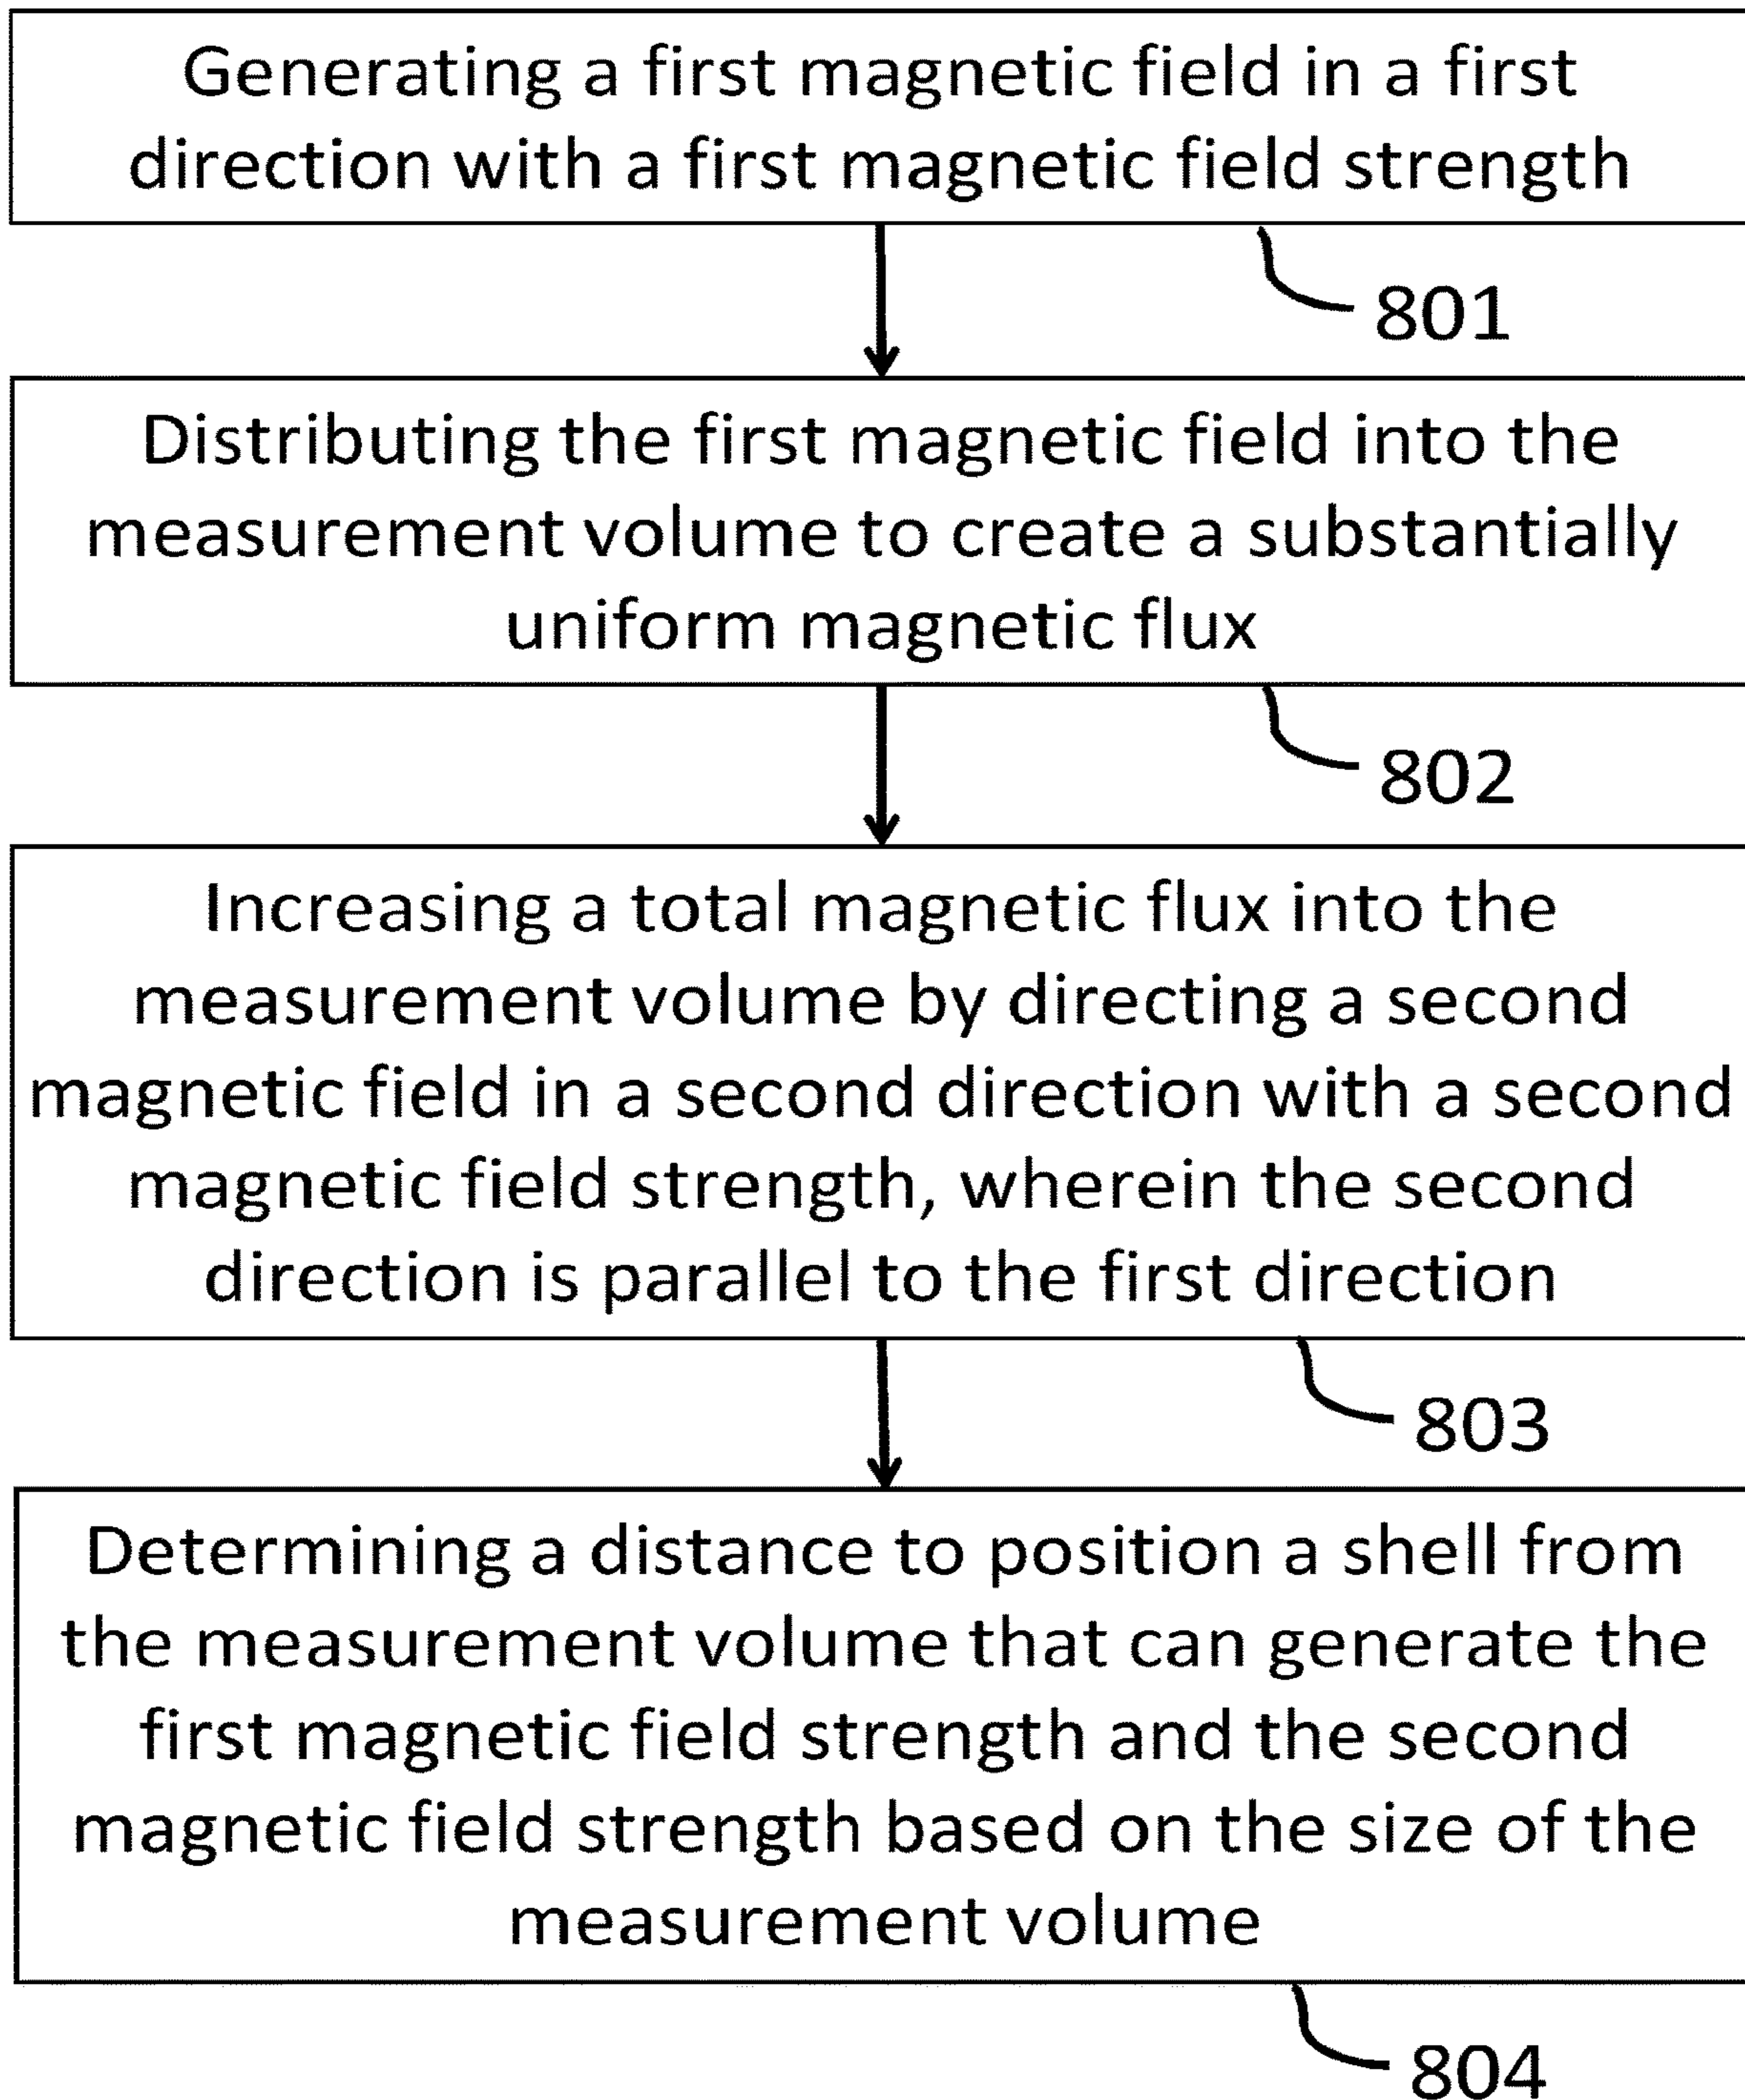 Generating a first magnetic field in a first
direction with a first magnetic field strength
801
Distributing the first magnetic field into the
measurement volume to create a substantially
uniform magnetic flux
802
Increasing a total magnetic flux into the
measurement volume by directing a second
magnetic field in a second direction with a second
magnetic field strength, wherein the second
direction is parallel to the first direction
803
Determining a distance to position a shell from
the measurement volume that can generate the
first magnetic field strength and the second
magnetic field strength based on the size of the
measurement volume
804